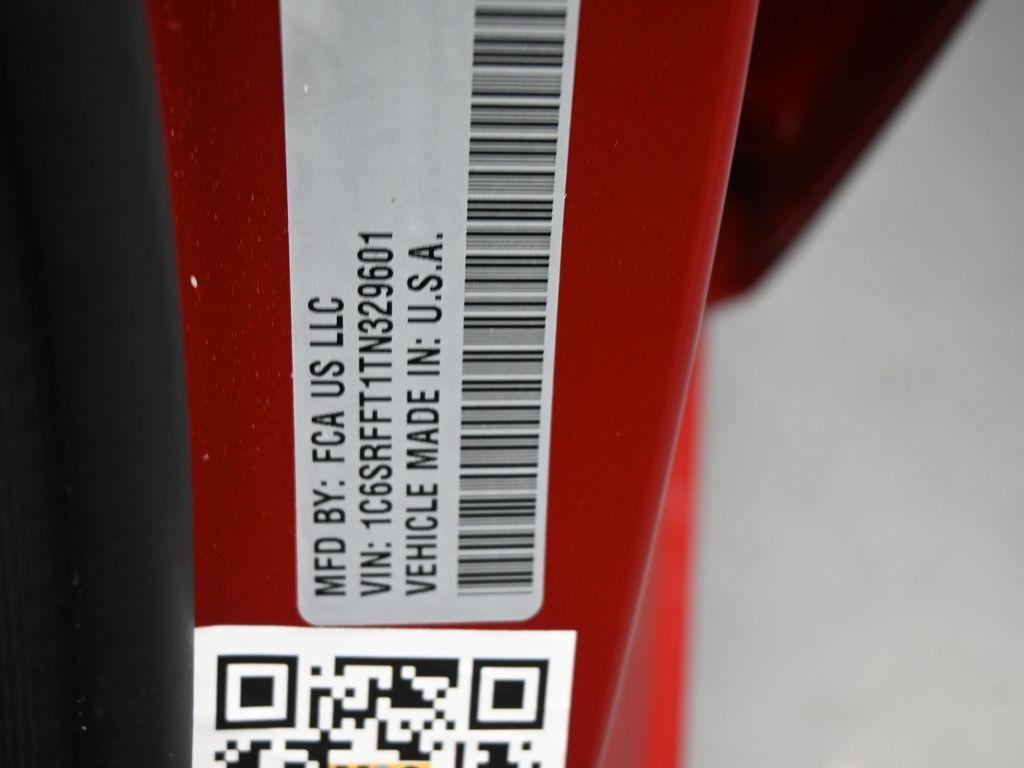 MFD BY: FCA US LLC
VIN: 1C6SRFFT1TN329601
VEHICLE MADE IN: U.S.A.